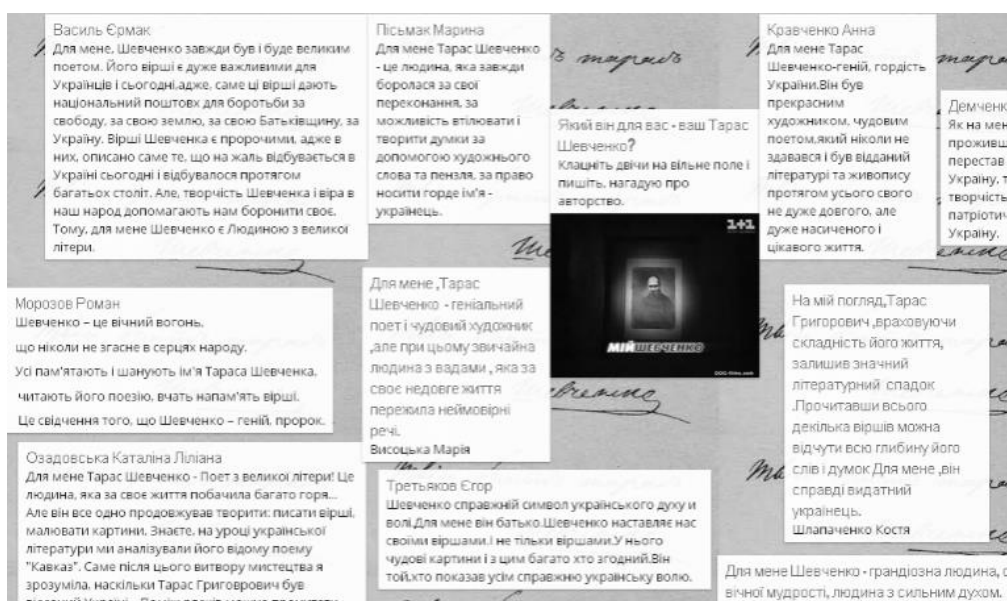 Василь Єрмак
Для мене, Шевченко завжди був і буде великим
поетом. Його вірші є дуже важливими для
Українців і сьогодні,адже, саме ці вірші дають
національний поштовх для боротьби за
свободу, за свою землю, за свою Батьківщину, за
Україну. Вірші Шевченка є пророчими, адже в
них, описано саме те, що на жаль відбувається в
Україні сьогодні і відбувалося протягом
багатьох століт. Але, творчість Шевченка і віра в
наш народ допомагають нам боронити своє.
Тому, для мене Шевченко є Людиною з великої
літери.
Пісьмак Марина
Для мене Тарас Шевченко
- це людина, яка завжди
боролася за свої
переконання, за
можливість втілювати і
творити думки за
допомогою художнього
слова та пензля, за право
носити горде ім'я -
українець.
Який він для вас - ваш Тарас
Шевченко?
Клацніть двічи на вільне поле і
пишіть, нагадую про
авторство.
1+1
МІЙ ШЕВЧЕНКО
Кравченко Анна
Для мене Тарас
Шевченко-геній, гордість
України.Він був
прекрасним
художником, чудовим
поетом,який ніколи не
здавався і був відданий
літературі та живопису
протягом усього свого
не дуже довгого, але
дуже насиченого і
цікавого життя.
Демченк
Як на мен
проживш
перестав
Україну, т
творчість
патріотич
Україну.
Морозов Роман
Шевченко – це вічний вогонь,
що ніколи не згасне в серцях народу.
Усі пам'ятають і шанують ім'я Тараса Шевченка,
читають його поезію, вчать напам'ять вірші.
Це свідчення того, що Шевченко – геній, пророк.
Для мене ,Тарас
Шевченко - геніальний
поет і чудовий художник
,але при цьому звичайна
людина з вадами , яка за
своє недовге життя
пережила неймовірні
речі.
Висоцька Марія
На мій погляд,Тарас
Григорович ,враховуючи
складність його життя,
залишив значний
літературний спадок
.Прочитавши всього
декілька віршів можна
відчути всю глибину його
слів і думок Для мене ,він
справді видатний
українець.
Шлапаченко Костя
Озадовська Каталіна Ліліана
Для мене Тарас Шевченко - Поет з великої літери! Це
людина, яка за своє життя побачила багато горя...
Але він все одно продовжував творити: писати вірші,
малювати картини. Знаєте, на уроці української
літератури ми аналізували його відому поему
"Кавказ". Саме після цього витвору мистецтва я
зрозуміла, наскільки Тарас Григоврович був
Третьяков Єгор
Шевченко справжній символ українського духу и
волі.Для мене він батько.Шевченко наставляє нас
своїми віршами.І не тільки віршами.У нього
чудові картини і з цим багато хто згодний.Він
той,хто показав усім справжню українську волю.
Для мене Шевченко - грандіозна людина,
вічної мудрості, людина з сильним духом.